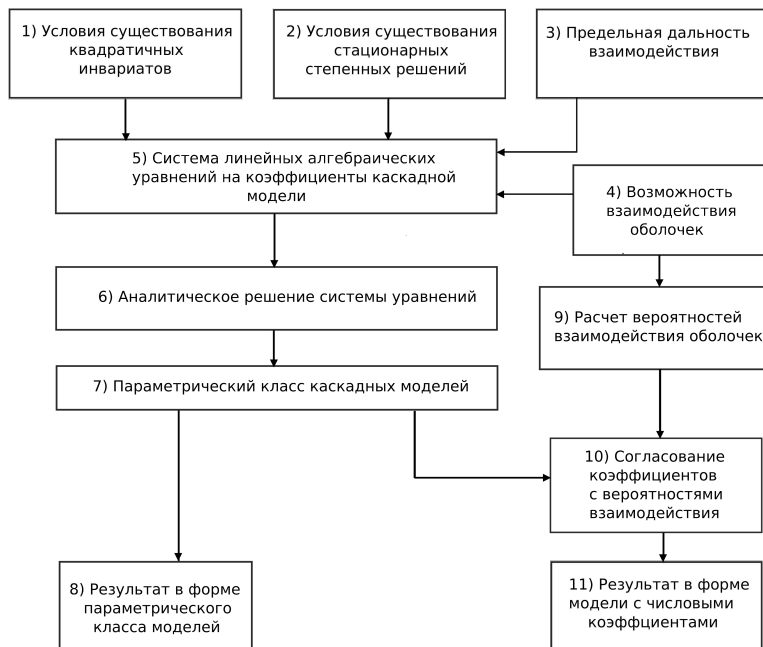 1) Условия существования
квадратичных
инвариатов
2) Условия существования
стационарных
степенных решений
3) Предельная дальность
взаимодействия
5) Система линейных алгебраических
уравнений на коэффициенты каскадной
модели
4) Возможность
взаимодействия
оболочек
6) Аналитическое решение системы уравнений
9) Расчет вероятностей
взаимодействия оболочек
7) Параметрический класс каскадных моделей
10) Согласование
коэффициентов
с вероятностями
взаимодействия
8) Результат в форме
параметрического
класса моделей
11) Результат в форме
модели с числовыми
коэффциентами